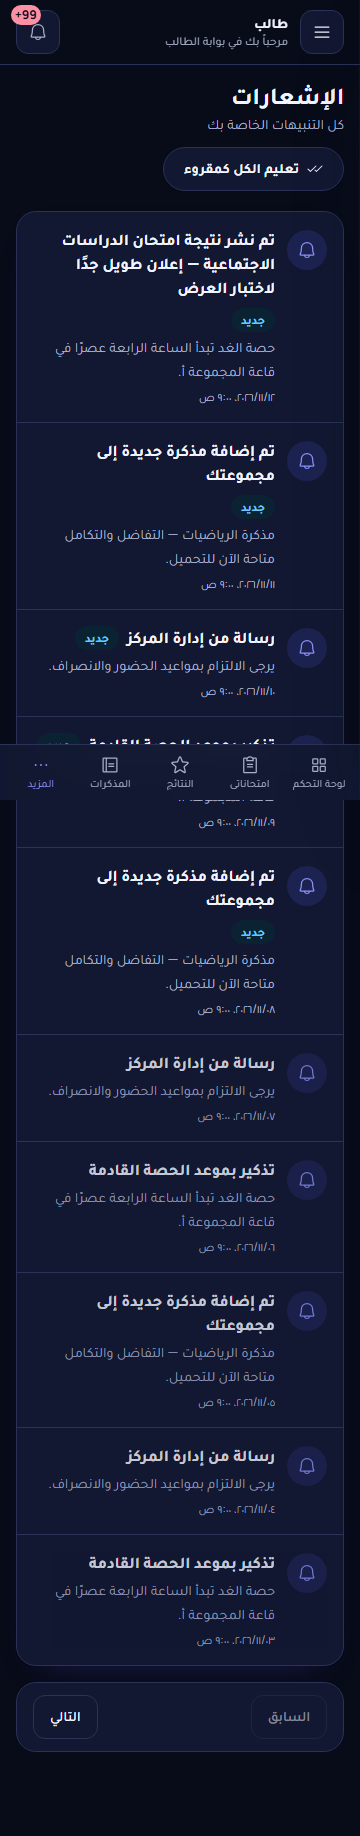 99+
طالب
مرحباً بك في بوابة الطالب
الإشعارات
كل التنبيهات الخاصة بك
تعليم الكل كمقروء
تم نشر نتيجة امتحان الدراسات
الاجتماعية — إعلان طويل جدًا
لاختبار العرض
جديد
حصة الغد تبدأ الساعة الرابعة عصرًا في
قاعة المجموعة أ.
٢٠٢٦/١١/١٢، ٩:٠٠ ص
تم إضافة مذكرة جديدة إلى
مجموعتك
جديد
مذكرة الرياضيات — التفاضل والتكامل
متاحة الآن للتحميل.
٢٠٢٦/١١/١١، ٩:٠٠ ص
رسالة من إدارة المركز جديد
يرجى الالتزام بمواعيد الحضور والانصراف.
٢٠٢٦/١١/١٠، ٩:٠٠ ص
لوحة التحكم
امتحاناتي
النتائج
المذكرات
المزيد
٢٠٢٦/١١/٠٩، ٩:٠٠ ص
تم إضافة مذكرة جديدة إلى
مجموعتك
جديد
مذكرة الرياضيات — التفاضل والتكامل
متاحة الآن للتحميل.
٢٠٢٦/١١/٠٨، ٩:٠٠ ص
رسالة من إدارة المركز
يرجى الالتزام بمواعيد الحضور والانصراف.
٢٠٢٦/١١/٠٧، ٩:٠٠ ص
تذكير بموعد الحصة القادمة
حصة الغد تبدأ الساعة الرابعة عصرًا في
قاعة المجموعة أ.
٢٠٢٦/١١/٠٦، ٩:٠٠ ص
تم إضافة مذكرة جديدة إلى
مجموعتك
مذكرة الرياضيات — التفاضل والتكامل
متاحة الآن للتحميل.
٢٠٢٦/١١/٠٥، ٩:٠٠ ص
رسالة من إدارة المركز
يرجى الالتزام بمواعيد الحضور والانصراف.
٢٠٢٦/١١/٠٤، ٩:٠٠ ص
تذكير بموعد الحصة القادمة
حصة الغد تبدأ الساعة الرابعة عصرًا في
قاعة المجموعة أ.
٢٠٢٦/١١/٠٣، ٩:٠٠ ص
السابق
التالي